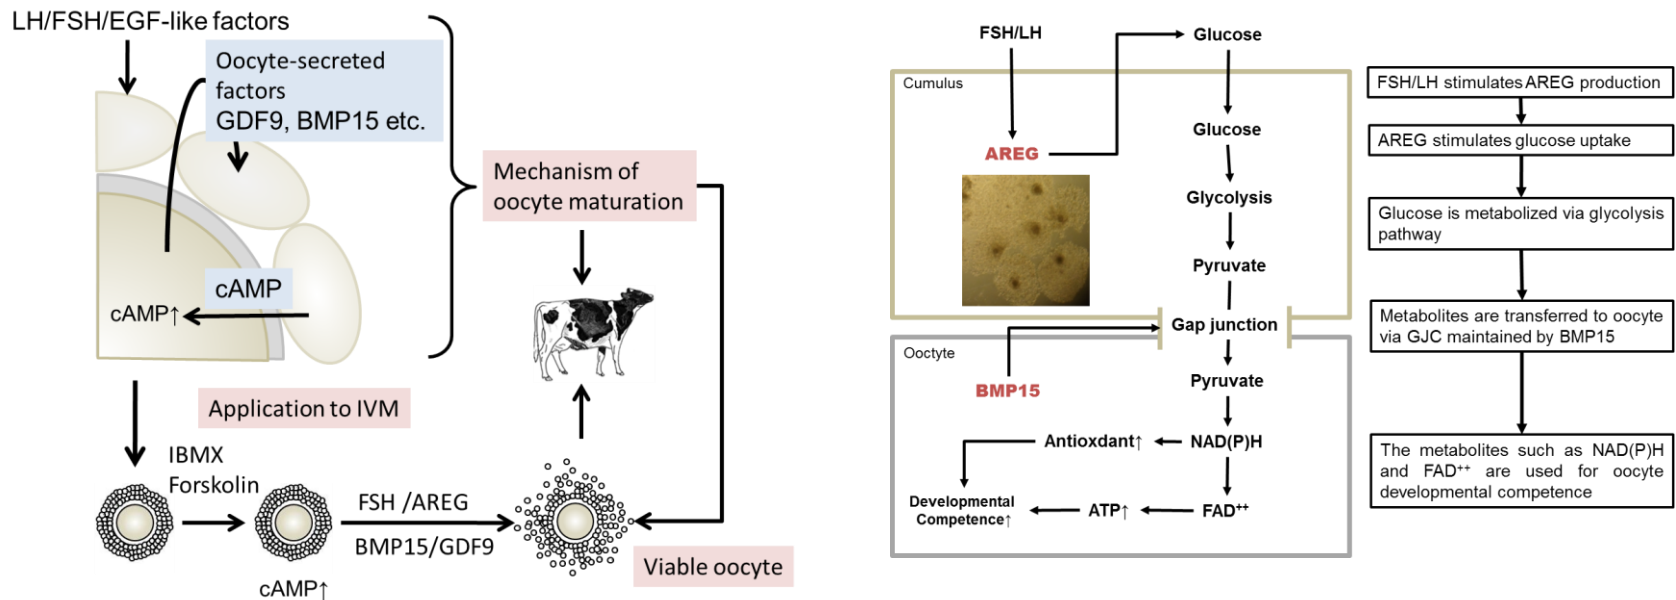 LH/FSH/EGF-like factors
Oocyte-secreted
factors
GDF9, BMP15 etc.
cAMP
cAMP↑
Mechanism of
oocyte maturation
Application to IVM
IBMX
Forskolin
cAMP↑
FSH /AREG
BMP15/GDF9
Viable oocyte
FSH/LH
Glucose
Cumulus
Glucose
AREG
Glycolysis
Pyruvate
Gap junction
Ooctyte
Pyruvate
BMP15
Antioxdant↑
NAD(P)H
Developmental
Competence↑
ATP↑
FAD⁺⁺
FSH/LH stimulates AREG production
AREG stimulates glucose uptake
Glucose is metabolized via glycolysis
pathway
Metabolites are transferred to oocyte
via GJC maintained by BMP15
The metabolites such as NAD(P)H
and FAD⁺⁺ are used for oocyte
developmental competence